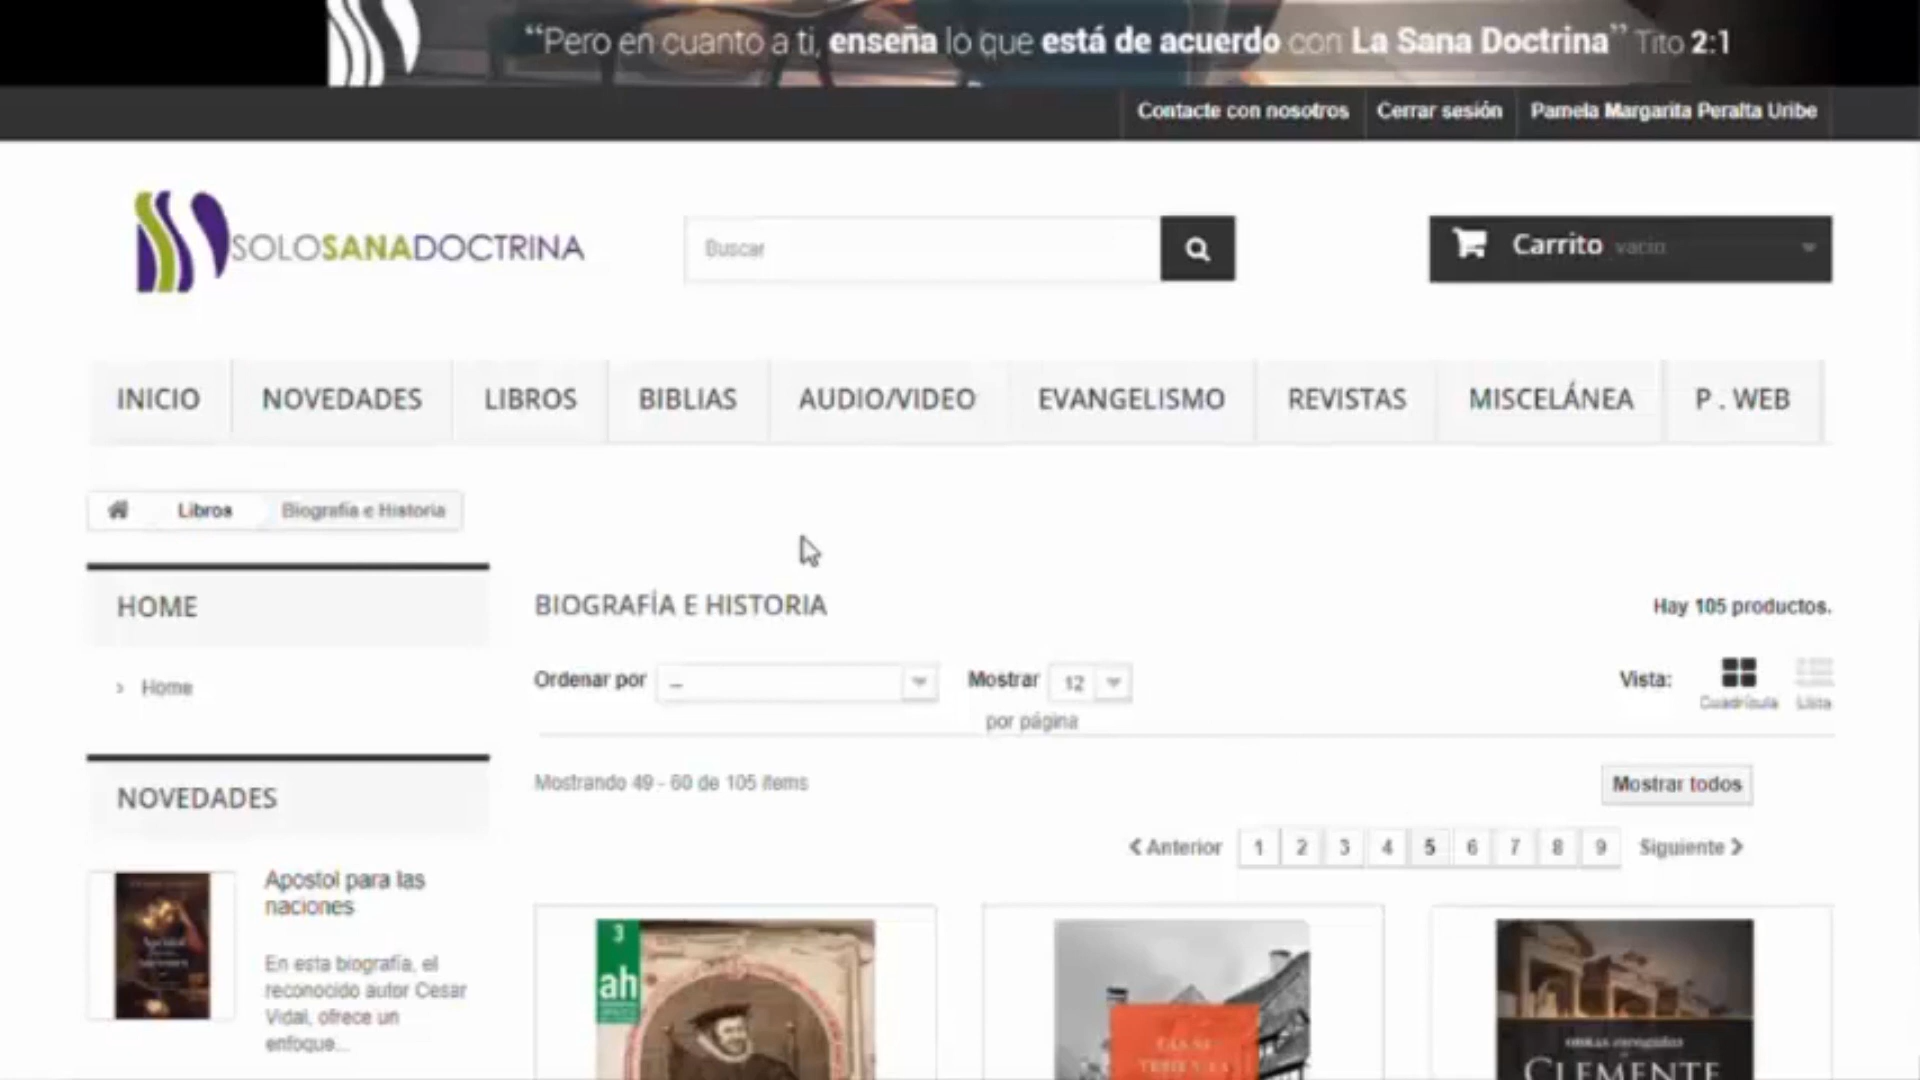 “Pero en cuanto a ti, enseña lo que está de acuerdo con La Sana Doctrina” Tito 2:1
Contacte con nosotros Cerrar sesión Pamela Margarita Peralta Uribe
SOLOSANADOCTRINA
Buscar
Carrito vacío
INICIO NOVEDADES LIBROS BIBLIAS AUDIO/VIDEO EVANGELISMO REVISTAS MISCELÁNEA P . WEB
Libros Biografía e Historia
HOME
> Home
BIOGRAFÍA E HISTORIA
Hay 105 productos.
Ordenar por --
Mostrar 12
por página
Vista:
Cuadrícula Lista
Mostrando 49 - 60 de 105 items
Mostrar todos
< Anterior 1 2 3 4 5 6 7 8 9 Siguiente >
NOVEDADES
Apostol para las
naciones
En esta biografía, el
reconocido autor Cesar
Vidal, ofrece un
enfoque...
3
ah
CLEMENTE